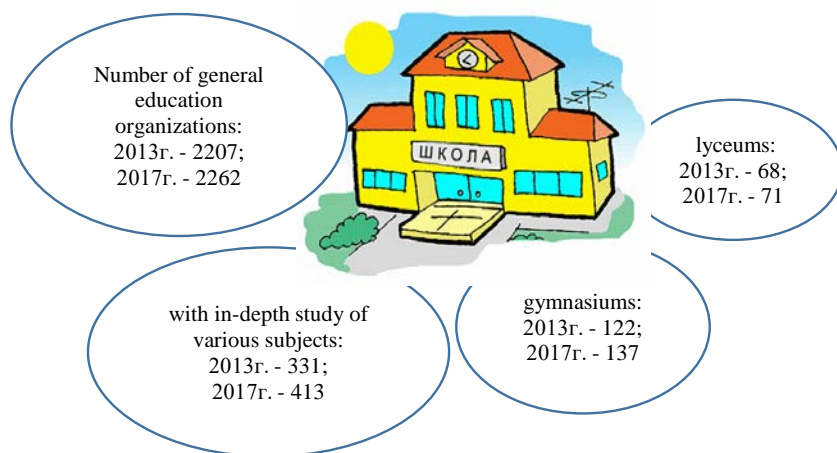 Number of general
education
organizations:
2013г. - 2207;
2017г. - 2262
ШКОЛА
lyceums:
2013г. - 68;
2017г. - 71
with in-depth study of
various subjects:
2013г. - 331;
2017г. - 413
gymnasiums:
2013г. - 122;
2017г. - 137